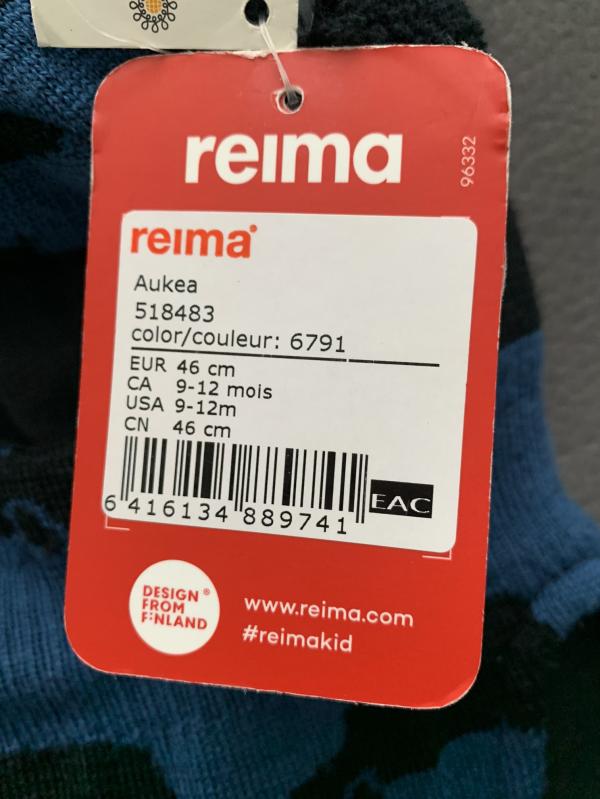 reima
96332
reima
Aukea
518483
color/couleur: 6791
EUR 46 cm
CA 9-12 mois
USA 9-12m
CN 46 cm
6 416134 889741
EAC
DESIGN ®
FROM
FINLAND
www.reima.com
#reimakid